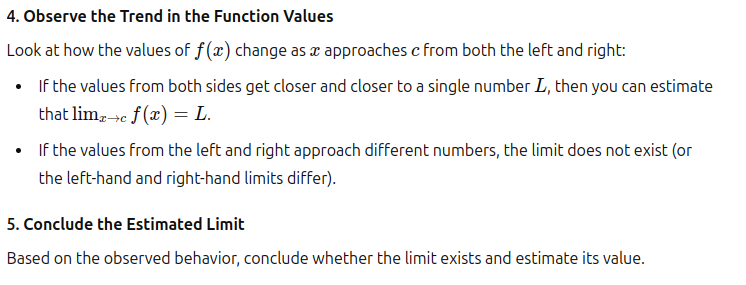 4. Observe the Trend in the Function Values
Look at how the values of f(x) change as x approaches c from both the left and right:
• If the values from both sides get closer and closer to a single number L, then you can estimate
that lim_{x→c} f(x) = L.
• If the values from the left and right approach different numbers, the limit does not exist (or
the left-hand and right-hand limits differ).
5. Conclude the Estimated Limit
Based on the observed behavior, conclude whether the limit exists and estimate its value.